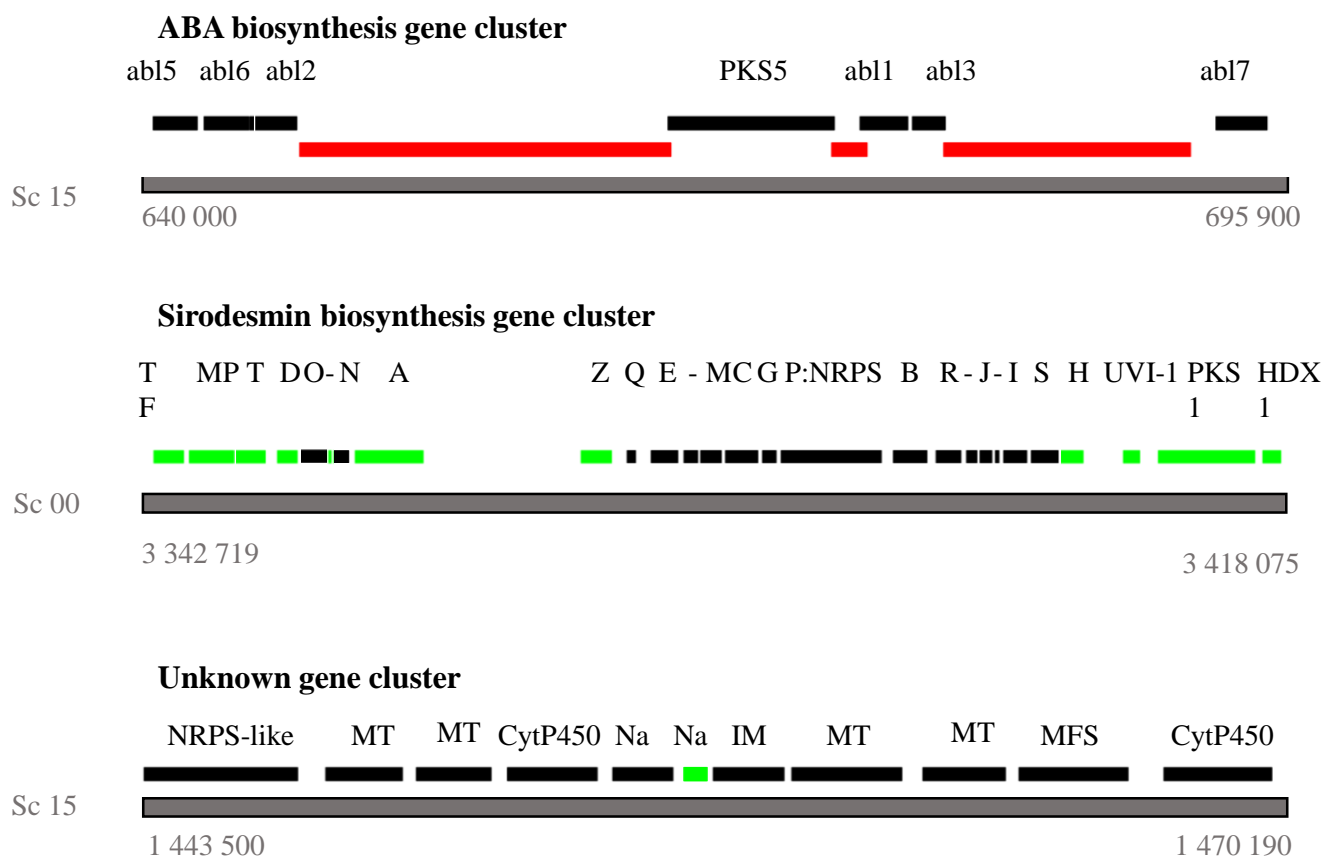 ABA biosynthesis gene cluster
abl5 abl6 abl2 PKS5 abl1 abl3 abl7
Sc 15
640 000 695 900
Sirodesmin biosynthesis gene cluster
T MP T DO- N A Z Q E - MC G P:NRPS B R - J - I S H UVI-1 PKS HDX
F 1 1
Sc 00
3 342 719 3 418 075
Unknown gene cluster
NRPS-like MT MT CytP450 Na Na IM MT MT MFS CytP450
Sc 15
1 443 500 1 470 190